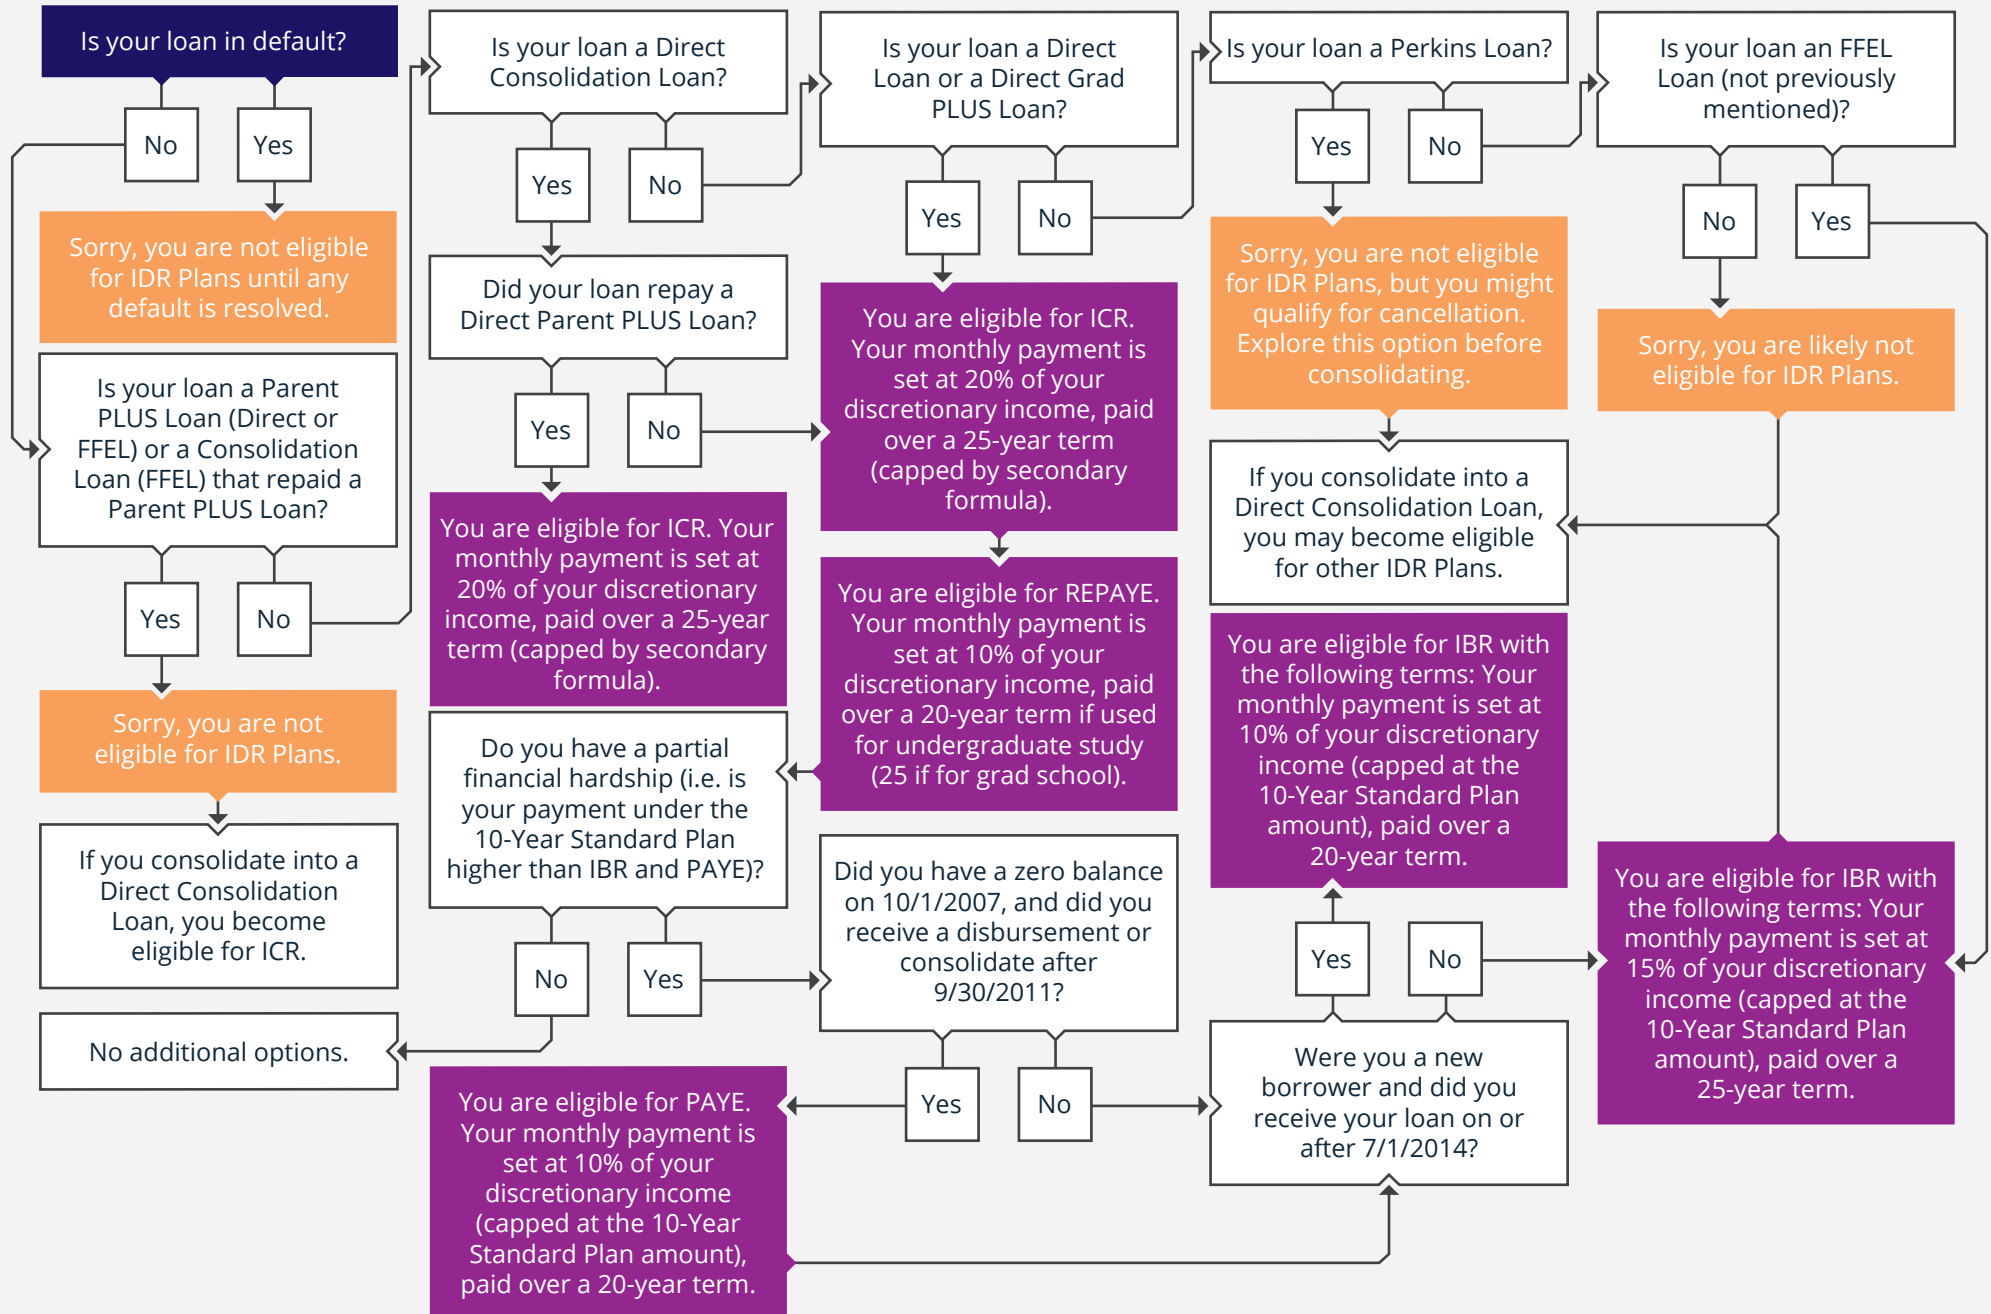 Is your loan in default?
No
Yes
Sorry, you are not eligible
for IDR Plans until any
default is resolved.
Is your loan a Parent
PLUS Loan (Direct or
FFEL) or a Consolidation
Loan (FFEL) that repaid a
Parent PLUS Loan?
Yes
No
Sorry, you are not
eligible for IDR Plans.
If you consolidate into a
Direct Consolidation
Loan, you become
eligible for ICR.
No additional options.
Is your loan a Direct
Consolidation Loan?
Yes
No
Did your loan repay a
Direct Parent PLUS Loan?
Yes
No
You are eligible for ICR. Your
monthly payment is set at
20% of your discretionary
income, paid over a 25-year
term (capped by secondary
formula).
Do you have a partial
financial hardship (i.e. is
your payment under the
10-Year Standard Plan
higher than IBR and PAYE)?
No
Yes
You are eligible for PAYE.
Your monthly payment is
set at 10% of your
discretionary income
(capped at the 10-Year
Standard Plan amount),
paid over a 20-year term.
Is your loan a Direct
Loan or a Direct Grad
PLUS Loan?
Yes
No
You are eligible for ICR.
Your monthly payment is
set at 20% of your
discretionary income, paid
over a 25-year term
(capped by secondary
formula).
You are eligible for REPAYE.
Your monthly payment is
set at 10% of your
discretionary income, paid
over a 20-year term if used
for undergraduate study
(25 if for grad school).
Did you have a zero balance
on 10/1/2007, and did you
receive a disbursement or
consolidate after
9/30/2011?
Yes
No
Is your loan a Perkins Loan?
Yes
No
Sorry, you are not eligible
for IDR Plans, but you might
qualify for cancellation.
Explore this option before
consolidating.
If you consolidate into a
Direct Consolidation Loan,
you may become eligible
for other IDR Plans.
You are eligible for IBR with
the following terms: Your
monthly payment is set at
10% of your discretionary
income (capped at the
10-Year Standard Plan
amount), paid over a
20-year term.
Yes
No
Were you a new
borrower and did you
receive your loan on or
after 7/1/2014?
Is your loan an FFEL
Loan (not previously
mentioned)?
No
Yes
Sorry, you are likely not
eligible for IDR Plans.
You are eligible for IBR with
the following terms: Your
monthly payment is set at
15% of your discretionary
income (capped at the
10-Year Standard Plan
amount), paid over a
25-year term.